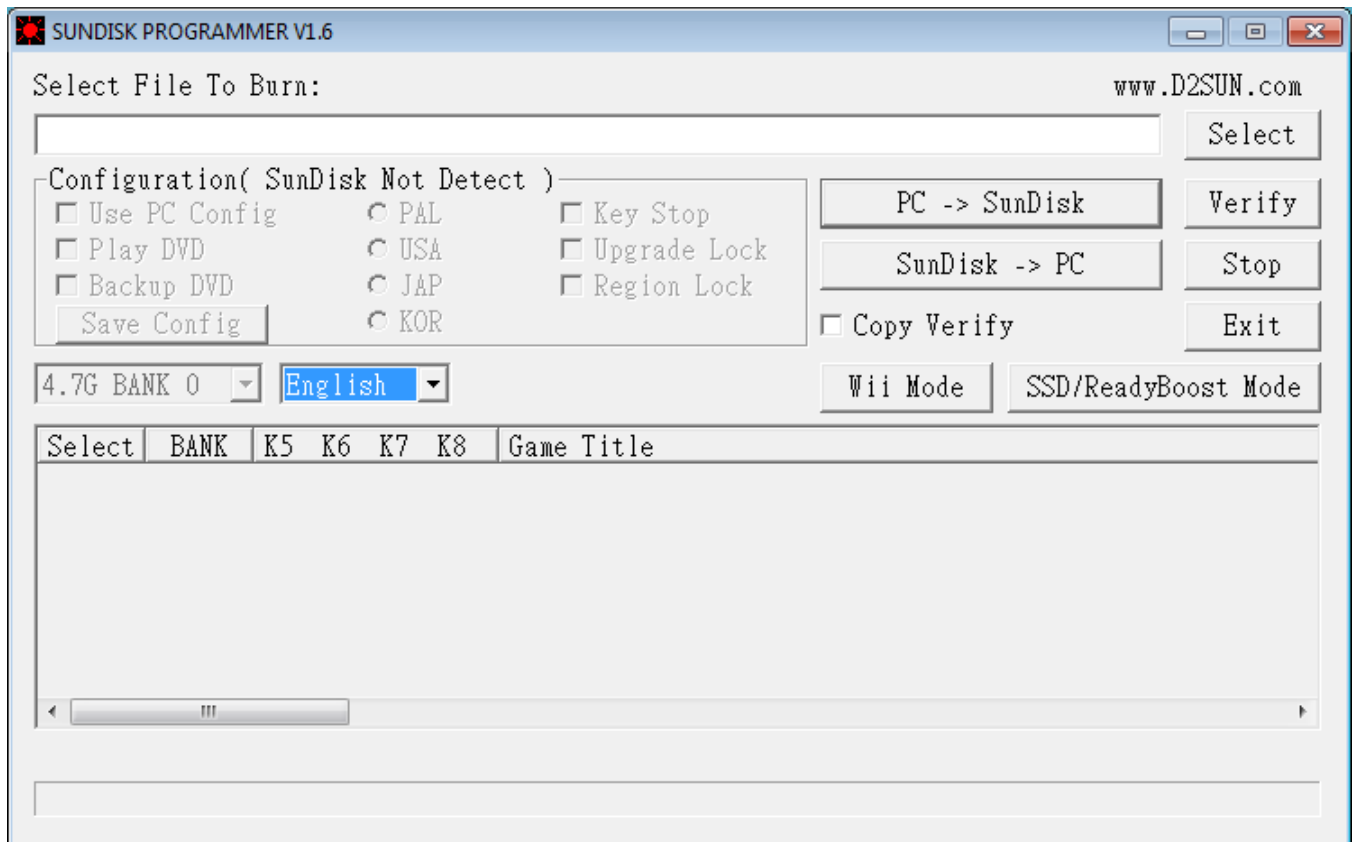 SUNDISK PROGRAMMER V1.6
Select File To Burn:
www.D2SUN.com
Select
Configuration( SunDisk Not Detect )
Use PC Config
PAL
Key Stop
Play DVD
USA
Upgrade Lock
Backup DVD
JAP
Region Lock
Save Config
KOR
PC -> SunDisk
Verify
SunDisk -> PC
Stop
Copy Verify
Exit
4.7G BANK 0
English
Wii Mode
SSD/ReadyBoost Mode
Select BANK K5 K6 K7 K8 Game Title